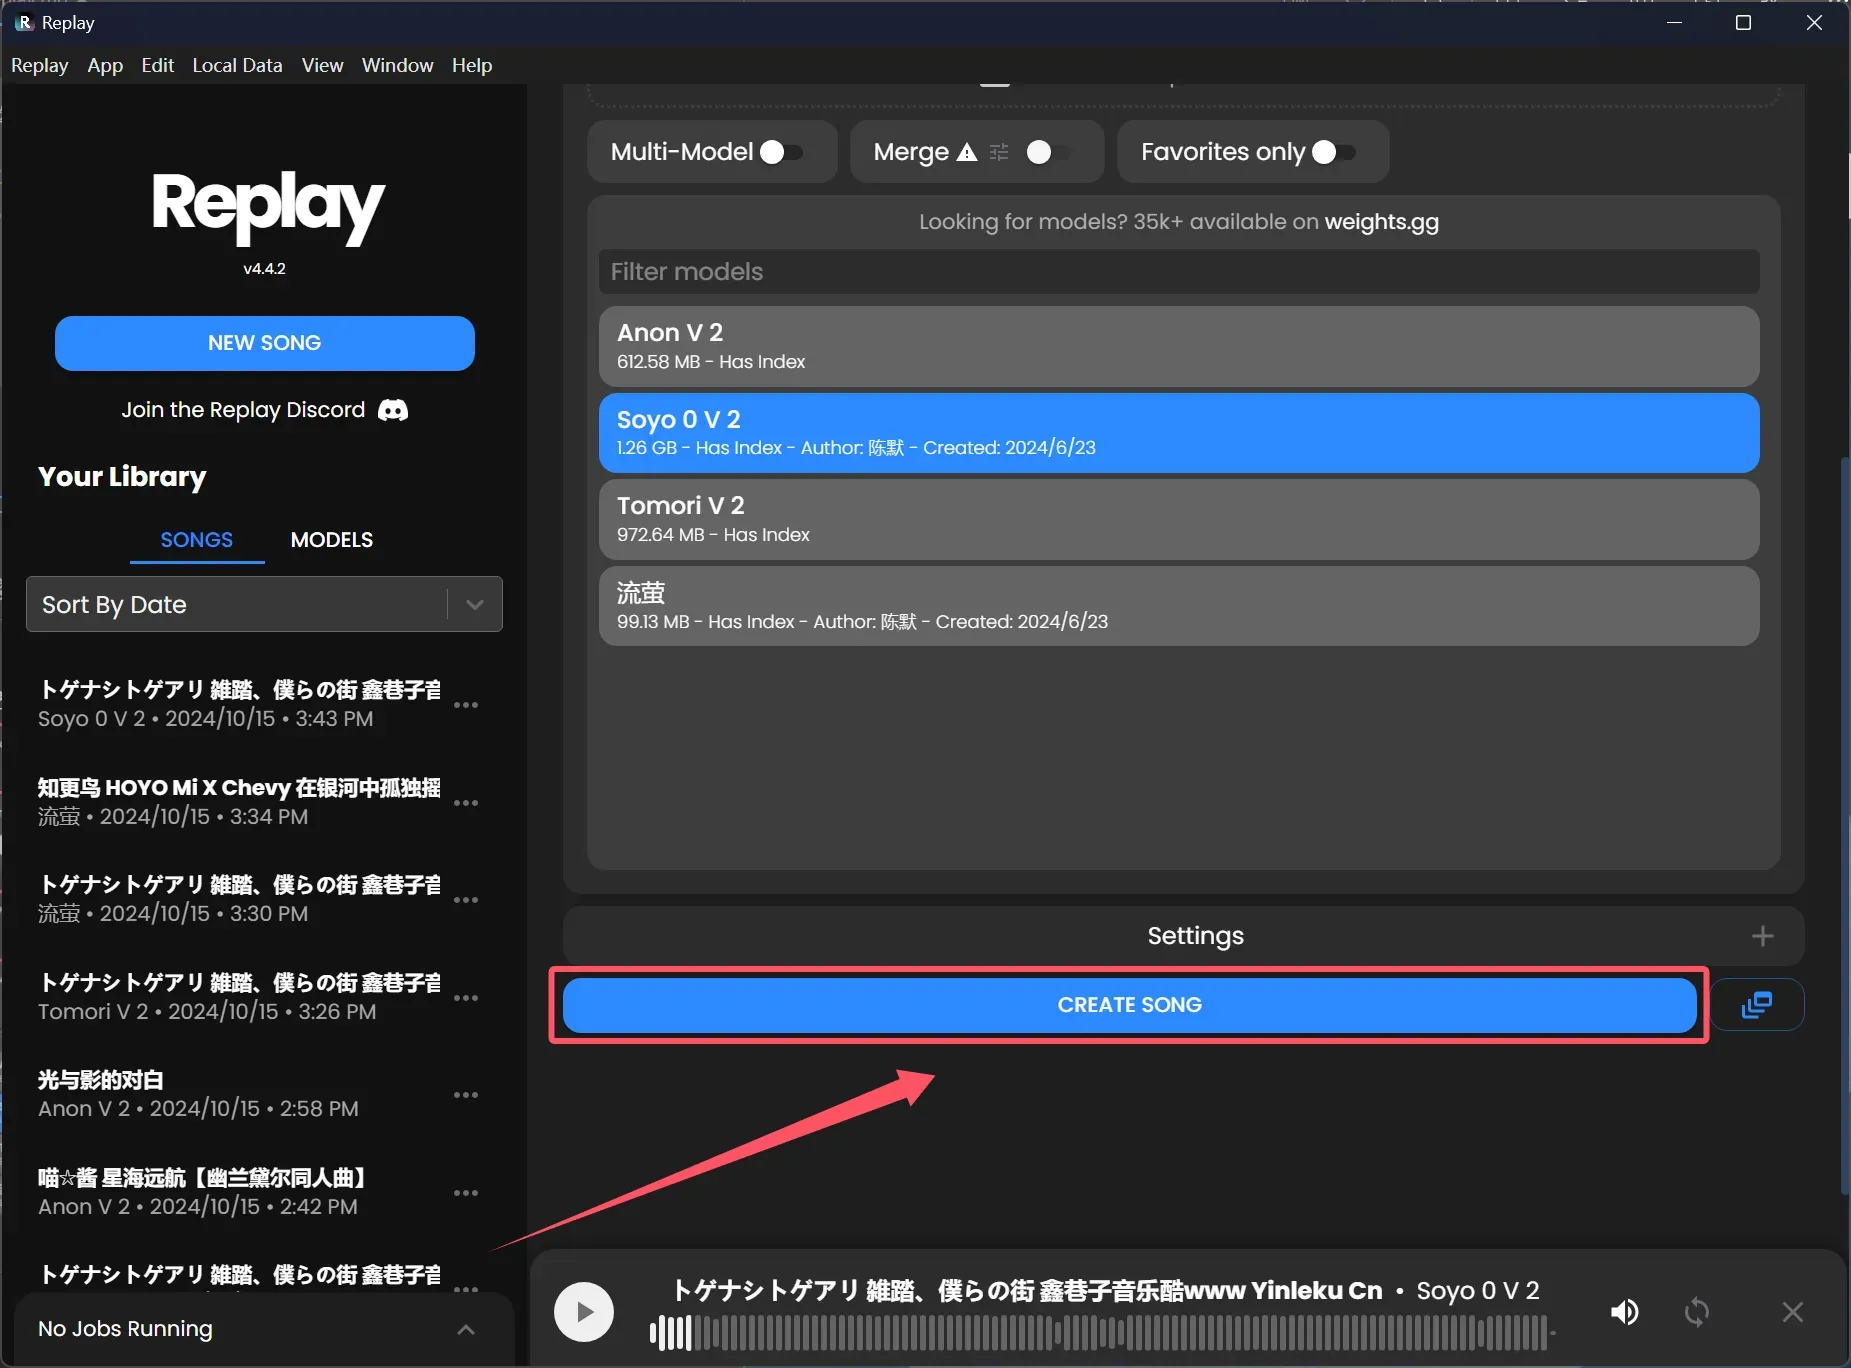 Replay
Replay App Edit Local Data View Window Help
Replay
v4.4.2
NEW SONG
Join the Replay Discord
Your Library
SONGS MODELS
Sort By Date
トゲナシトゲアリ 雑踏、僕らの街 鑫巷子音
Soyo 0 V 2 • 2024/10/15 • 3:43 PM
知更鸟 HOYO Mi X Chevy 在银河中孤独摇
流萤 • 2024/10/15 • 3:34 PM
トゲナシトゲアリ 雑踏、僕らの街 鑫巷子音
流萤 • 2024/10/15 • 3:30 PM
トゲナシトゲアリ 雑踏、僕らの街 鑫巷子音
Tomori V 2 • 2024/10/15 • 3:26 PM
光与影的对白
Anon V 2 • 2024/10/15 • 2:58 PM
喵☆酱 星海远航【幽兰黛尔同人曲】
Anon V 2 • 2024/10/15 • 2:42 PM
トゲナシトゲアリ 雑踏、僕らの街 鑫巷子音
No Jobs Running
Multi-Model
Merge
Favorites only
Looking for models? 35k+ available on weights.gg
Filter models
Anon V 2
612.58 MB - Has Index
Soyo 0 V 2
1.26 GB - Has Index - Author: 陈默 - Created: 2024/6/23
Tomori V 2
972.64 MB - Has Index
流萤
99.13 MB - Has Index - Author: 陈默 - Created: 2024/6/23
Settings
CREATE SONG
トゲナシトゲアリ 雑踏、僕らの街 鑫巷子音乐酷www Yinleku Cn • Soyo 0 V 2